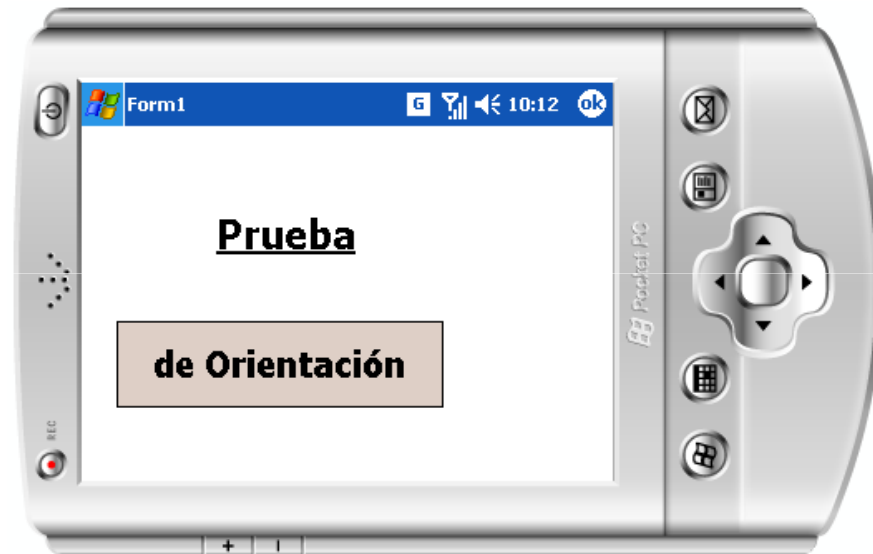 Form1 G 10:12 ok
Prueba
de Orientación
Pocket PC
REC
+ -